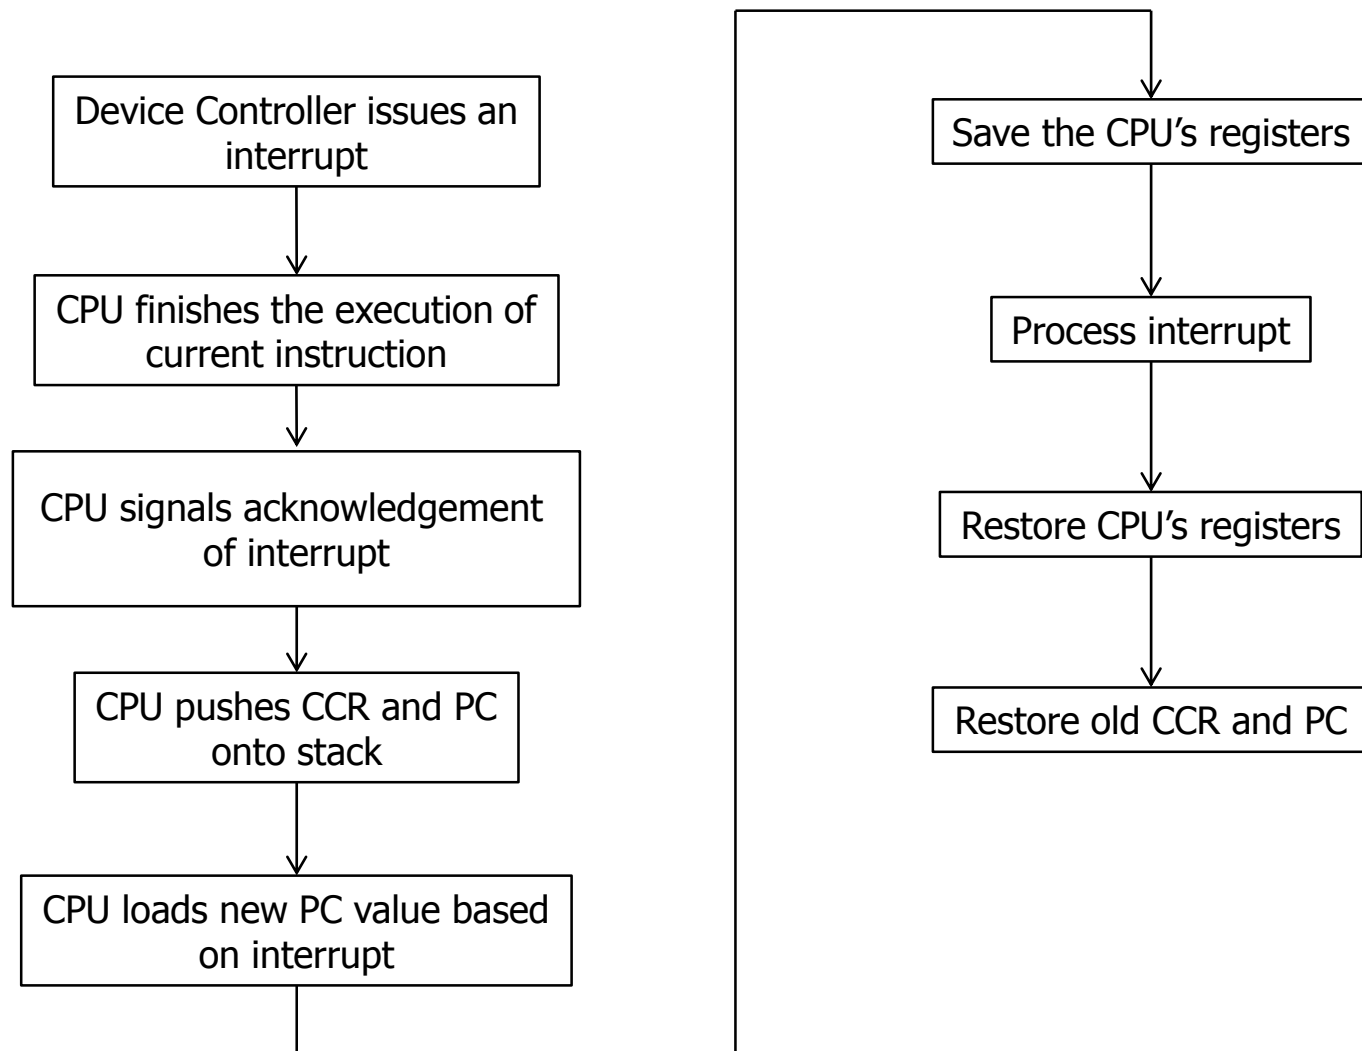 Device Controller issues an
interrupt
CPU finishes the execution of
current instruction
CPU signals acknowledgement
of interrupt
CPU pushes CCR and PC
onto stack
CPU loads new PC value based
on interrupt
Save the CPU’s registers
Process interrupt
Restore CPU’s registers
Restore old CCR and PC